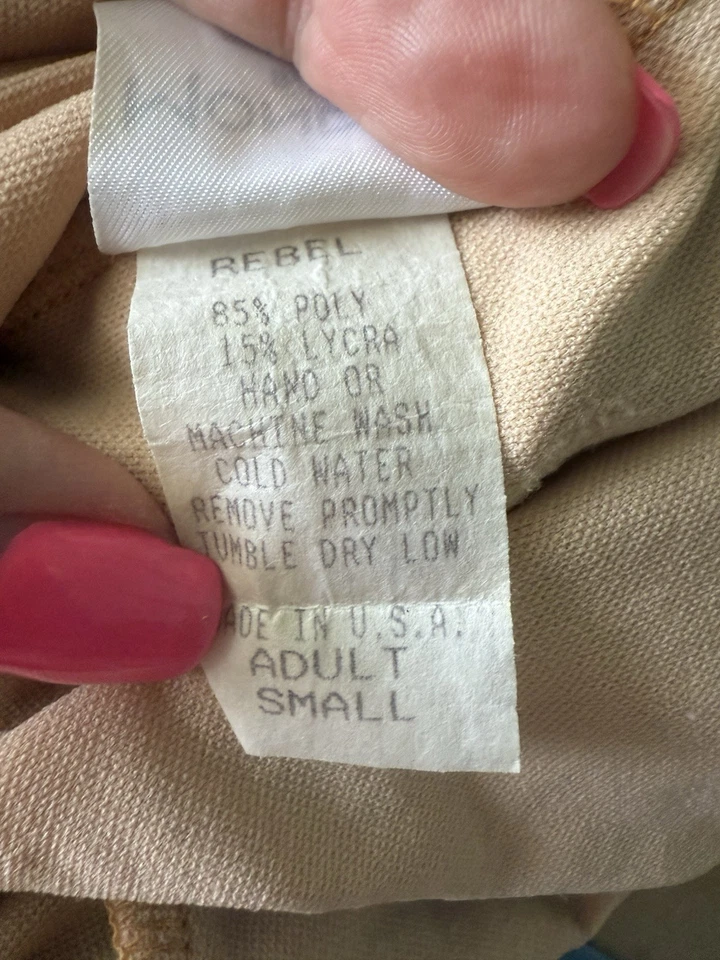 REBEL
85% POLY
15% LYCRA
HAND OR
MACHINE WASH
COLD WATER
REMOVE PROMPTLY
TUMBLE DRY LOW
ADE IN U.S.A.
ADULT
SMALL